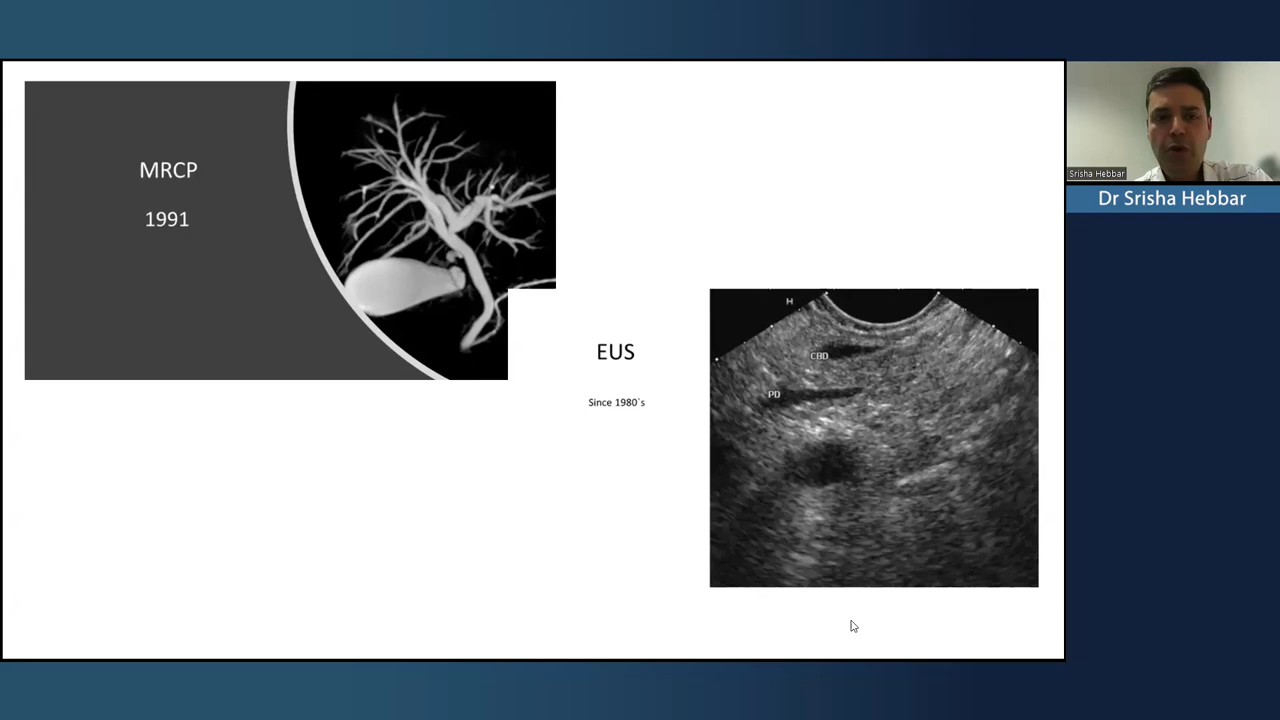 MRCP
1991
EUS
Since 1980`s
H
CBD
PD
Srisha Hebbar
Dr Srisha Hebbar